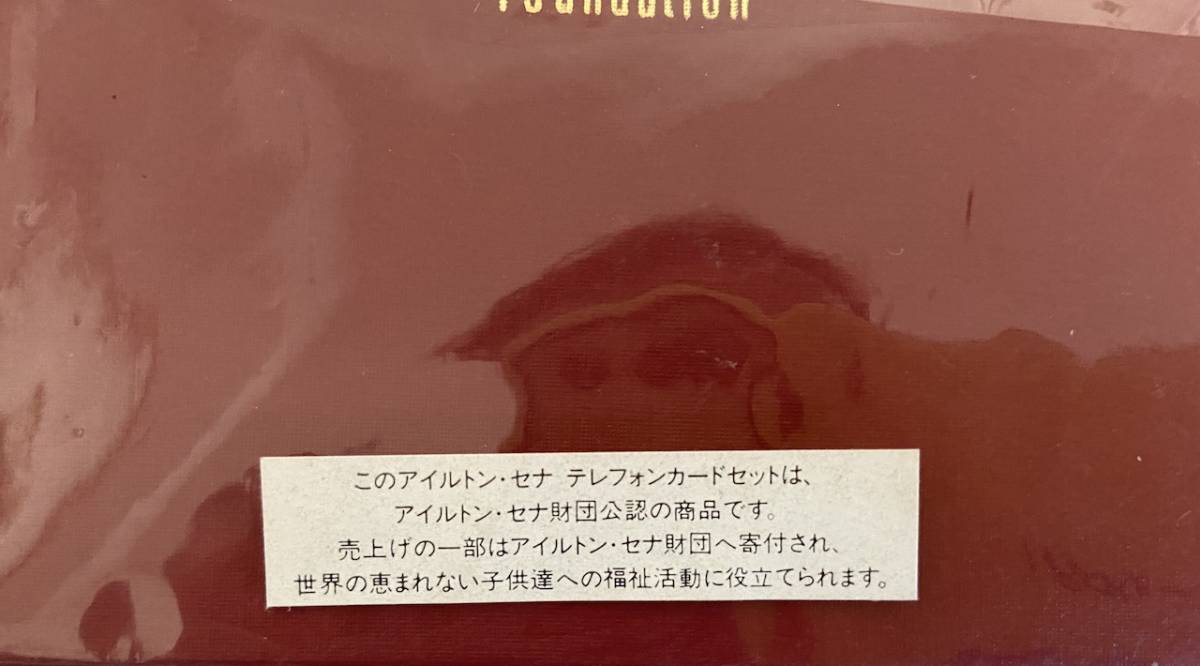 Foundation
このアイルトン・セナ テレフォンカードセットは、
アイルトン・セナ財団公認の商品です。
売上げの一部はアイルトン・セナ財団へ寄付され、
世界の恵まれない子供達への福祉活動に役立てられます。